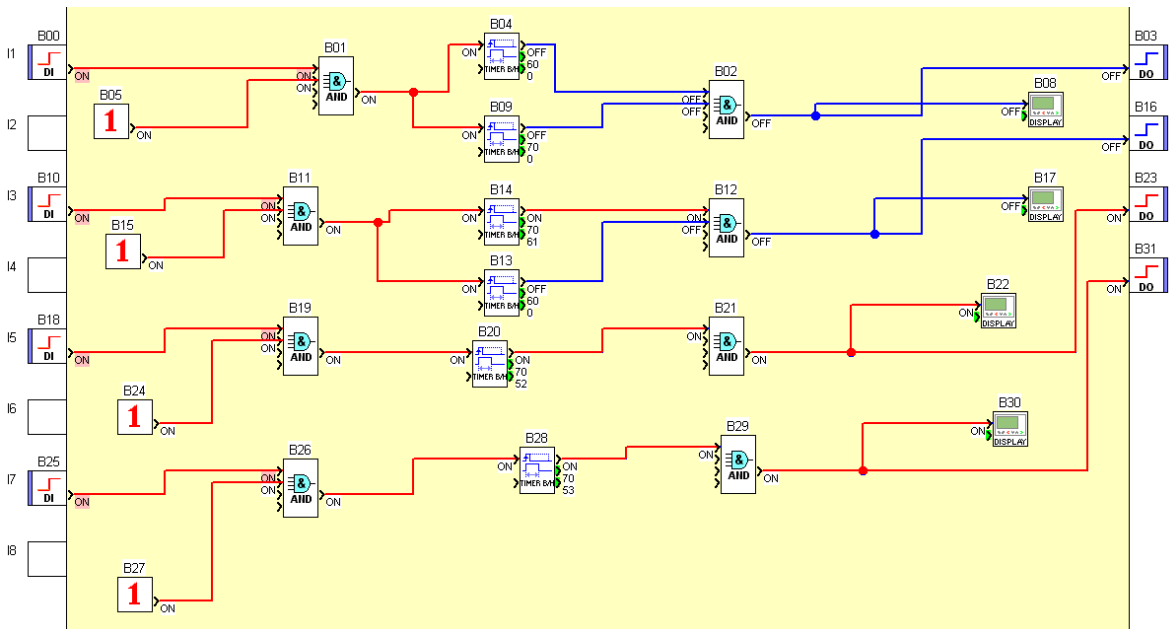 I1
B00
DI
ON
B05
1
ON
B01
ON
ON
&
AND
ON
B04
ON
TIMER B/H
OFF
60
0
B09
ON
TIMER B/H
OFF
70
0
B02
OFF
OFF
&
AND
OFF
B08
OFF
DISPLAY
B03
OFF
DO
I2
B16
OFF
DO
I3
B10
DI
ON
B15
1
ON
B11
ON
ON
&
AND
ON
B14
ON
TIMER B/H
ON
70
61
B13
ON
TIMER B/H
OFF
60
0
B12
ON
OFF
&
AND
OFF
B17
OFF
DISPLAY
B23
ON
DO
I4
B31
ON
DO
I5
B18
DI
ON
B19
ON
ON
&
AND
ON
B20
ON
TIMER B/H
ON
70
52
B21
ON
&
AND
ON
B22
ON
DISPLAY
I6
B24
1
ON
I7
B25
DI
ON
B26
ON
ON
&
AND
ON
B28
ON
TIMER B/H
ON
70
53
B29
ON
&
AND
ON
B30
ON
DISPLAY
I8
B27
1
ON